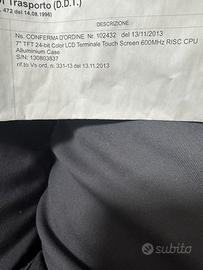 di Trasporto (D.D.T.)
. 472 del 14.08.1996)
DESCRIZIONE
Ns. CONFERMA D'ORDINE Nr. 102432 del 13/11/2013
7" TFT 24-bit Color LCD Terminale Touch Screen 600MHz RISC CPU
Alluminium Case
S/N: 130803837
rif.to Vs ordine n. 331-13 del 13.11.2013
subito